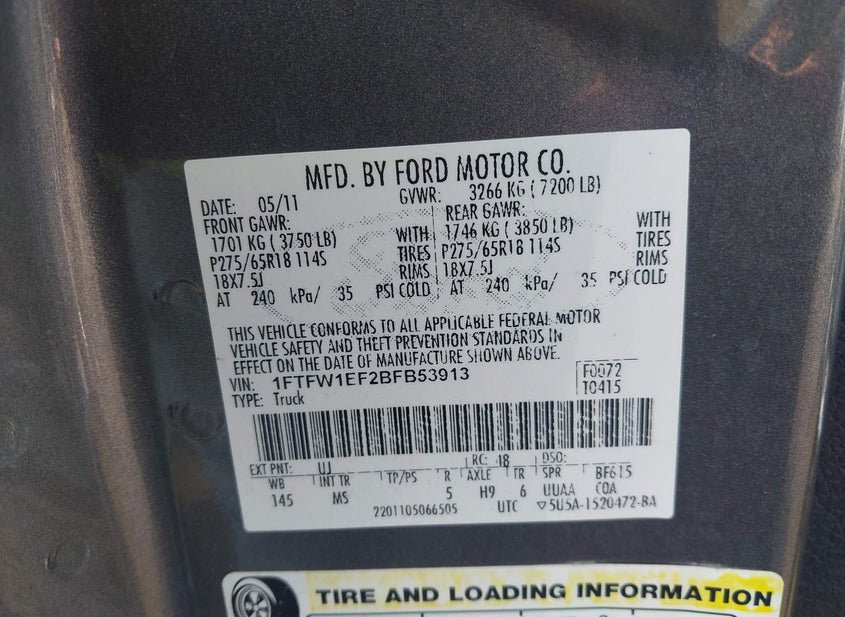 MFD. BY FORD MOTOR CO.
DATE: 05/11 GVWR: 3266 KG ( 7200 LB)
FRONT GAWR: REAR GAWR:
1701 KG ( 3750 LB) WITH 1746 KG ( 3850 LB) WITH
P275/65R18 114S TIRES P275/65R18 114S TIRES
18X7.5J RIMS 18X7.5J RIMS
AT 240 kPa/ 35 PSI COLD AT 240 kPa/ 35 PSI COLD
THIS VEHICLE CONFORMS TO ALL APPLICABLE FEDERAL MOTOR
VEHICLE SAFETY AND THEFT PREVENTION STANDARDS IN
EFFECT ON THE DATE OF MANUFACTURE SHOWN ABOVE.
VIN: 1FTFW1EF2BFB53913 F0072
TYPE: Truck T0415
EXT PNT: UJ RC: 48 DSO:
WB INT TR TP/PS R AXLE TR SPR BF615
145 MS 5 H9 6 UUAA COA
2201105066505 UTC ▽5U5A-1520472-BA
TIRE AND LOADING INFORMATION